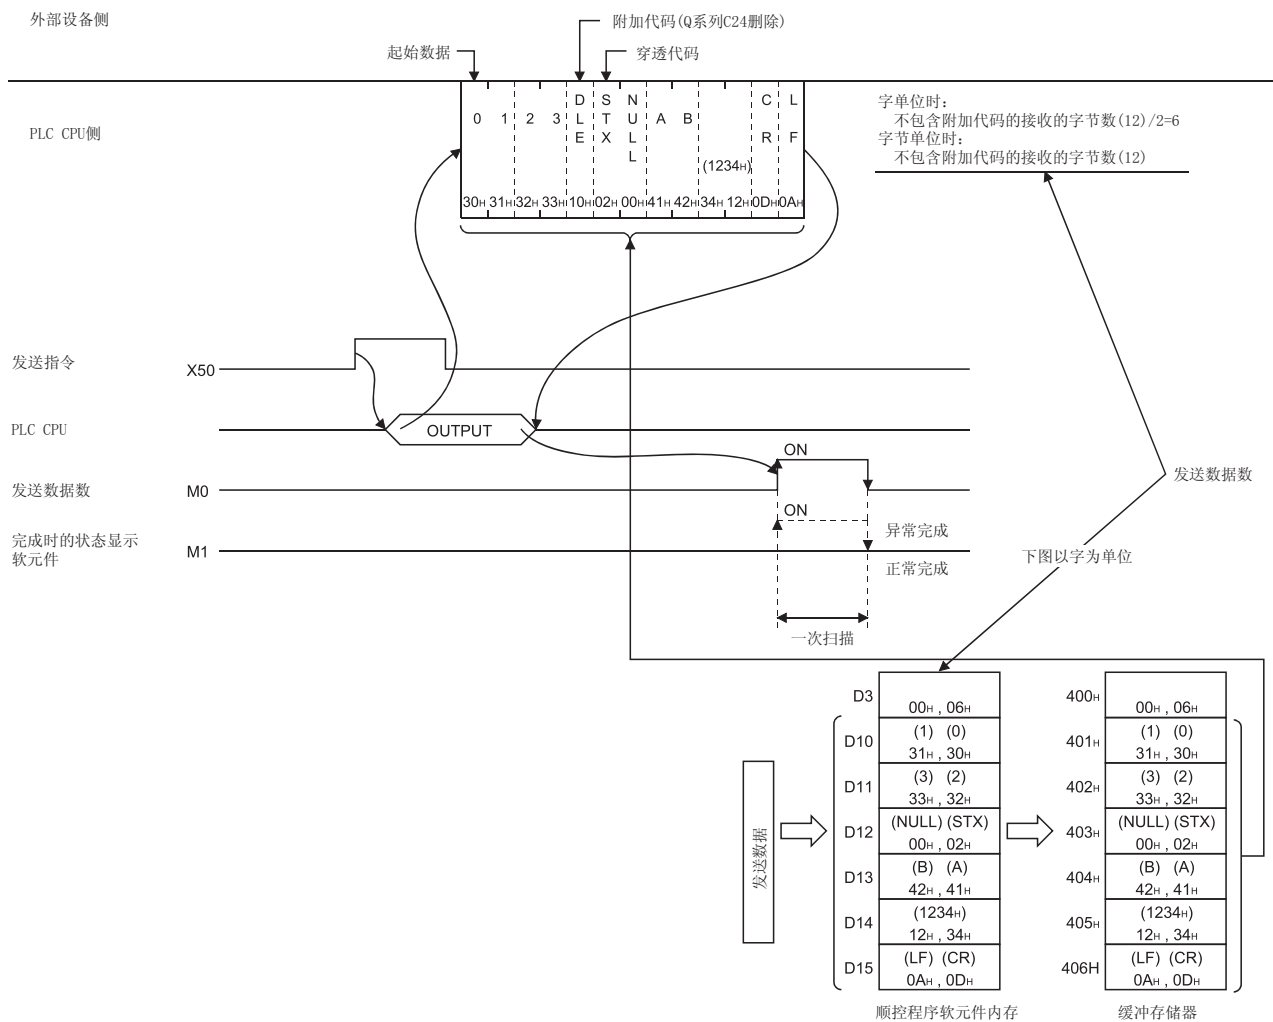 外部设备侧
附加代码(Q系列C24删除)
起始数据
穿透代码
PLC CPU侧
0 1 2 3 DLE STX NULL A B (1234H) CR LF
30H 31H 32H 33H 10H 02H 00H 41H 42H 34H 12H 0DH 0AH
字单位时:
不包含附加代码的接收的字节数(12)/2=6
字节单位时:
不包含附加代码的接收的字节数(12)
发送指令
X50
PLC CPU
OUTPUT
ON
发送数据数
M0
发送数据数
ON
异常完成
完成时的状态显示
软元件
M1
下图以字为单位
正常完成
一次扫描
D3
00H , 06H
400H
00H , 06H
D10
(1) (0)
31H , 30H
401H
(1) (0)
31H , 30H
D11
(3) (2)
33H , 32H
402H
(3) (2)
33H , 32H
发送数据
D12
(NULL) (STX)
00H , 02H
403H
(NULL) (STX)
00H , 02H
D13
(B) (A)
42H , 41H
404H
(B) (A)
42H , 41H
D14
(1234H)
12H , 34H
405H
(1234H)
12H , 34H
D15
(LF) (CR)
0AH , 0DH
406H
(LF) (CR)
0AH , 0DH
顺控程序软元件内存
缓冲存储器